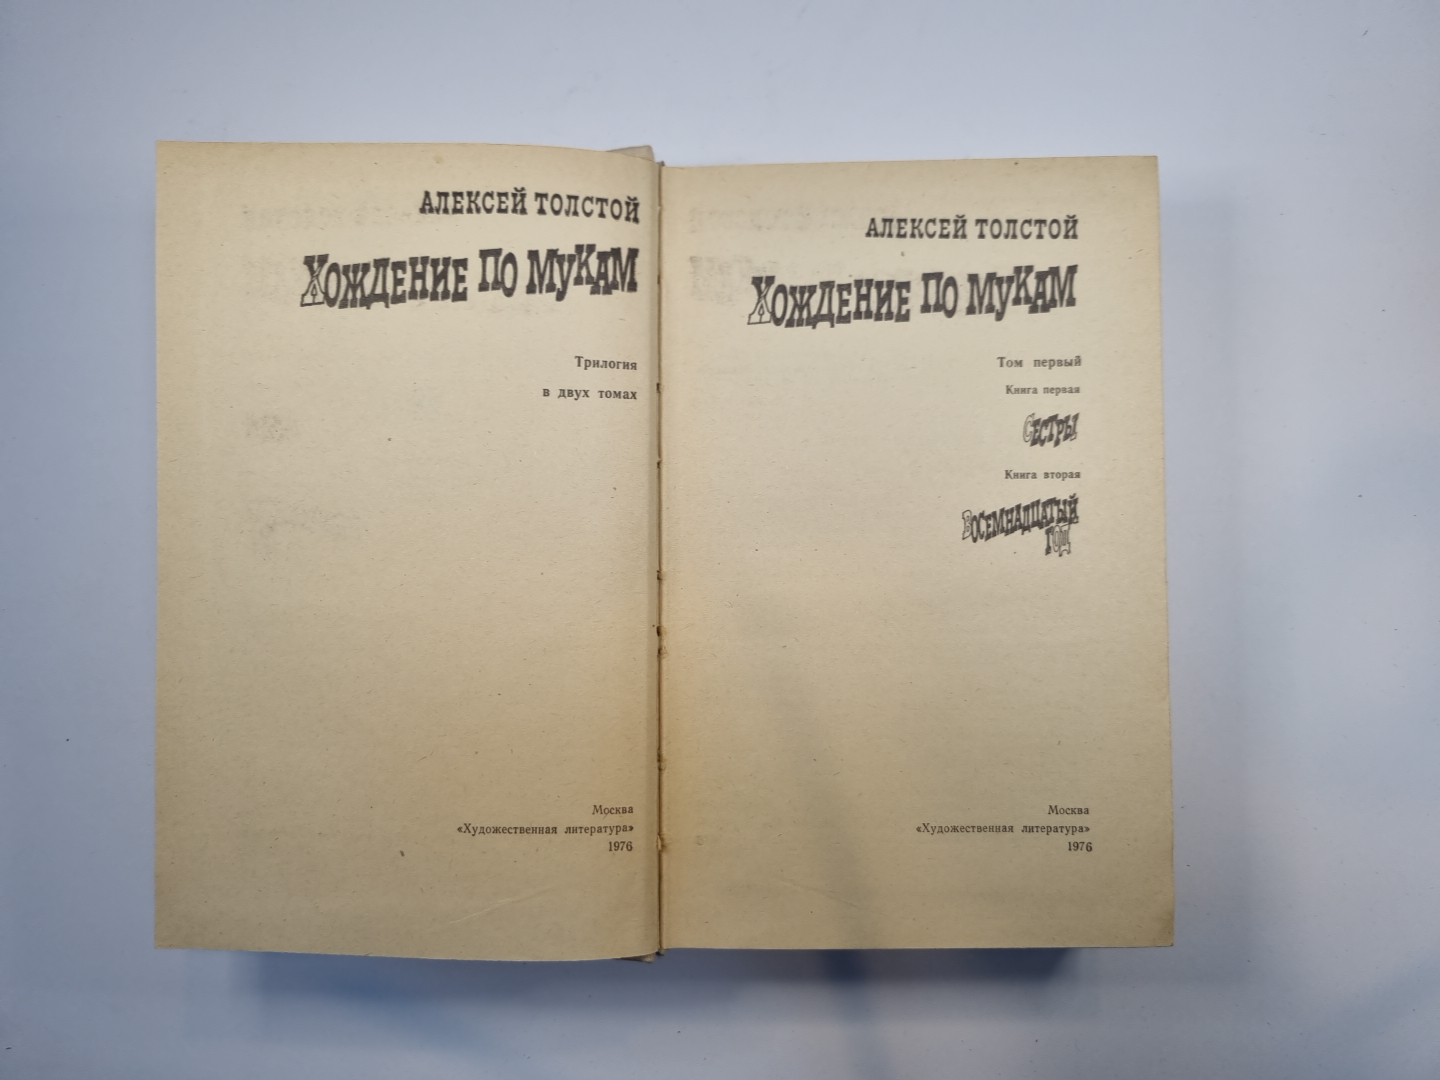 АЛЕКСЕЙ ТОЛСТОЙ
ХОЖДЕНИЕ ПО МУКАМ
Трилогия
в двух томах
Москва
«Художественная литература»
1976
АЛЕКСЕЙ ТОЛСТОЙ
ХОЖДЕНИЕ ПО МУКАМ
Том первый
Книга первая
СЕСТРЫ
Книга вторая
ВОСЕМНАДЦАТЫЙ
ГОД
Москва
«Художественная литература»
1976